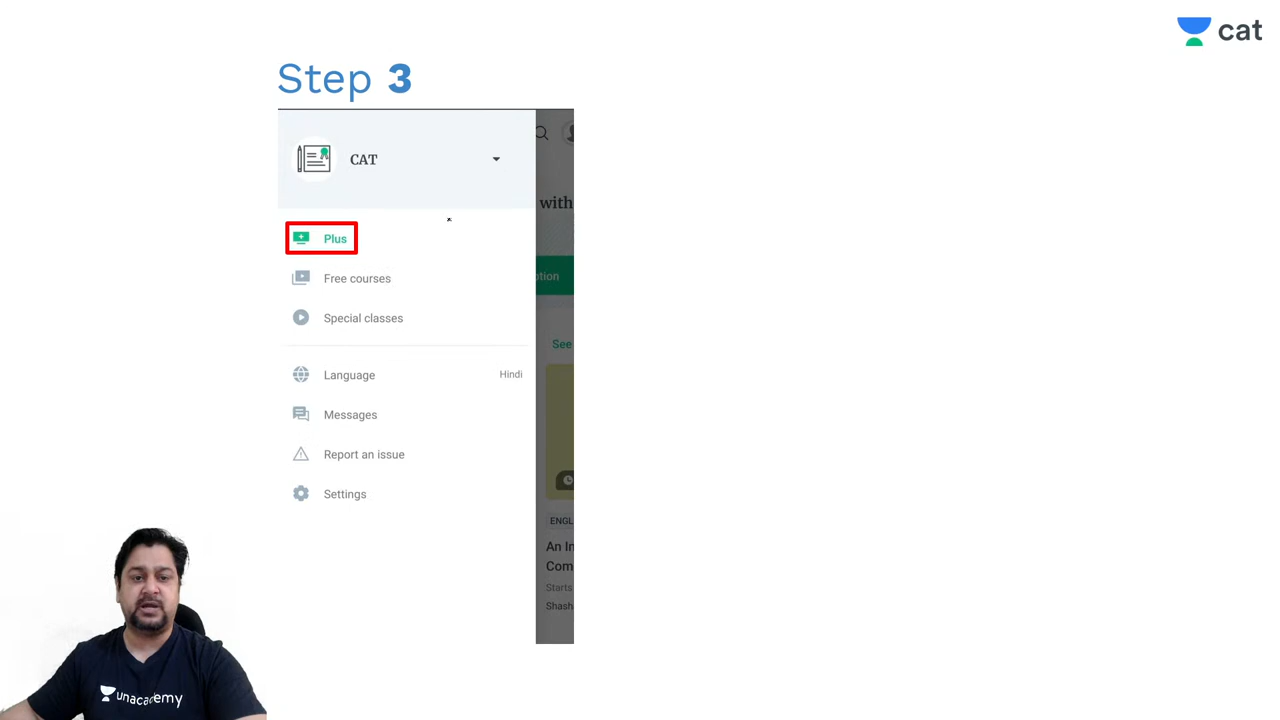 cat
Step 3
CAT
with
Plus
ption
Free courses
Special classes
See
Language Hindi
Messages
Report an issue
Settings
ENGL
An In
Com
Starts
Shash
unacademy